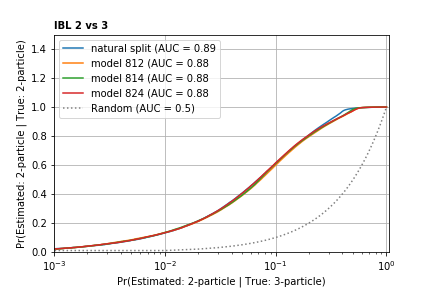 IBL 2 vs 3
Pr(Estimated: 2-particle | True: 2-particle)
1.4
1.2
1.0
0.8
0.6
0.4
0.2
0.0
natural split (AUC = 0.89
model 812 (AUC = 0.88
model 814 (AUC = 0.88
model 824 (AUC = 0.88
Random (AUC = 0.5)
10⁻³ 10⁻² 10⁻¹ 10⁰
Pr(Estimated: 2-particle | True: 3-particle)